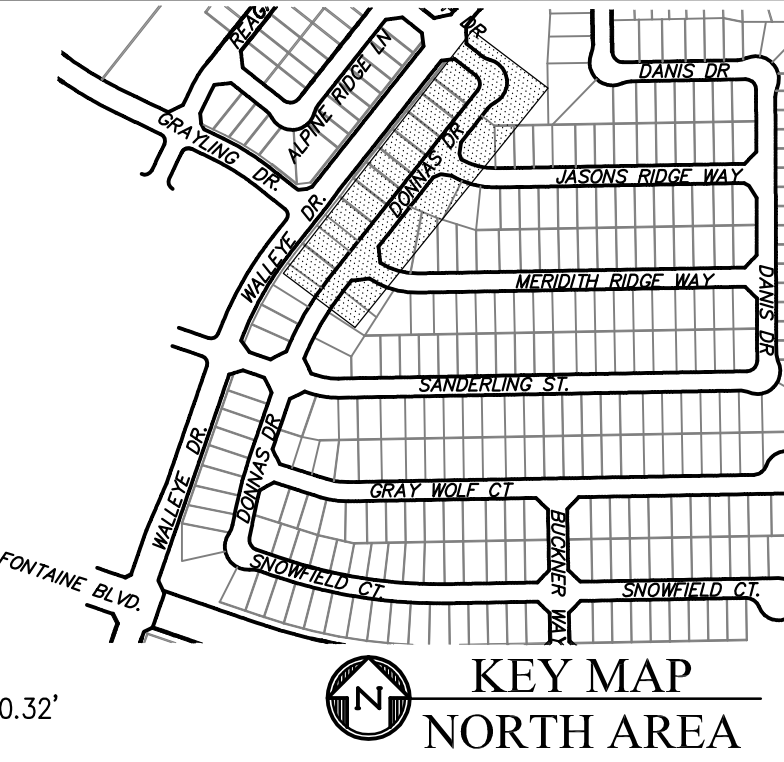 REAG
DR.
ALPINE RIDGE LN
DANIS DR
GRAYLING DR.
DONNAS DR
JASONS RIDGE WAY
WALLEYE DR.
MERIDITH RIDGE WAY
DANIS DR
SANDERLING ST.
DONNAS DR
WALLEYE DR.
GRAY WOLF CT
BUCKNER WAY
FONTAINE BLVD.
SNOWFIELD CT.
SNOWFIELD CT.
N
KEY MAP
NORTH AREA
0.32'